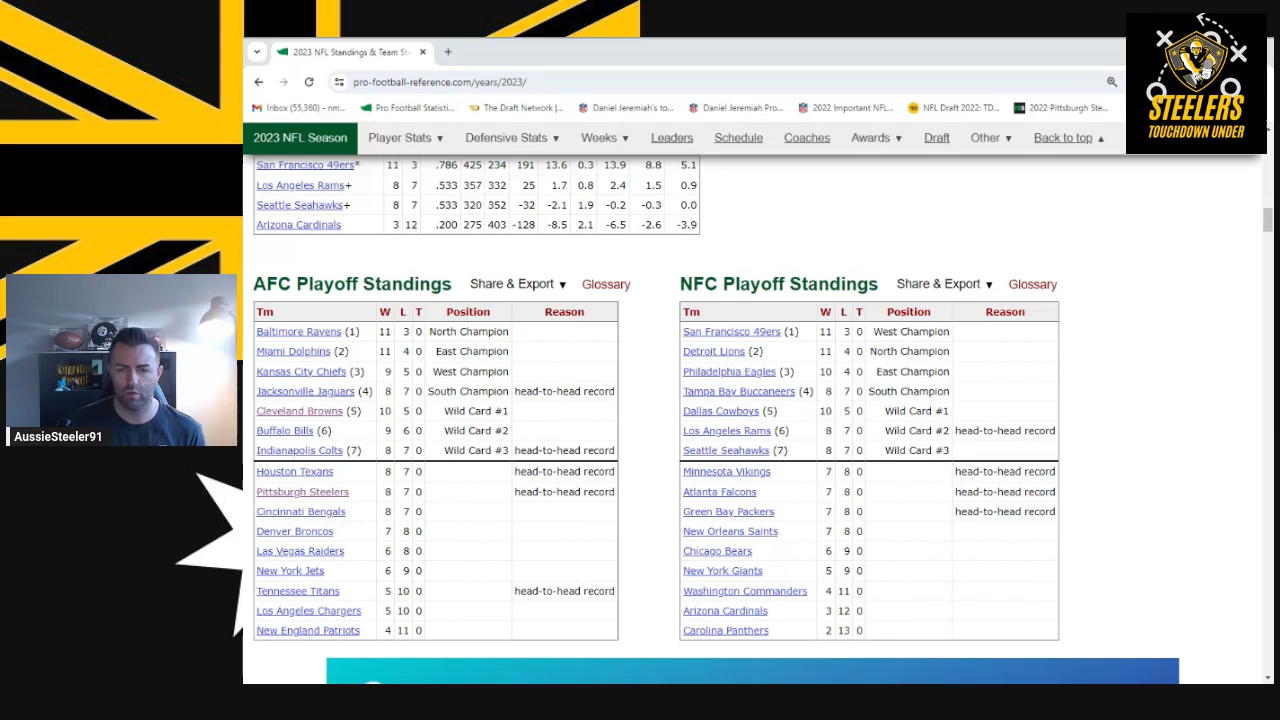 2023 NFL Standings & Team St
pro-football-reference.com/years/2023/
Inbox (55,360) - nm...
Pro Football Statisti...
The Draft Network |...
Daniel Jeremiah's to...
Daniel Jeremiah Pro...
2022 Important NFL...
NFL Draft 2022: TD...
2022 Pittsburgh Ste...
STEELERS
TOUCHDOWN UNDER
2023 NFL Season Player Stats ▼ Defensive Stats ▼ Weeks ▼ Leaders Schedule Coaches Awards ▼ Draft Other ▼ Back to top ▲
San Francisco 49ers* 11 3 .786 425 234 191 13.6 0.3 13.9 8.8 5.1
Los Angeles Rams+ 8 7 .533 357 332 25 1.7 0.8 2.4 1.5 0.9
Seattle Seahawks+ 8 7 .533 320 352 -32 -2.1 1.9 -0.2 -0.3 0.0
Arizona Cardinals 3 12 .200 275 403 -128 -8.5 2.1 -6.5 -2.6 -3.9
AFC Playoff Standings Share & Export ▼ Glossary
Tm W L T Position Reason
Baltimore Ravens (1) 11 3 0 North Champion
Miami Dolphins (2) 11 4 0 East Champion
Kansas City Chiefs (3) 9 5 0 West Champion
Jacksonville Jaguars (4) 8 7 0 South Champion head-to-head record
Cleveland Browns (5) 10 5 0 Wild Card #1
Buffalo Bills (6) 9 6 0 Wild Card #2
Indianapolis Colts (7) 8 7 0 Wild Card #3 head-to-head record
Houston Texans 8 7 0 head-to-head record
Pittsburgh Steelers 8 7 0 head-to-head record
Cincinnati Bengals 8 7 0
Denver Broncos 7 8 0
Las Vegas Raiders 6 8 0
New York Jets 6 9 0
Tennessee Titans 5 10 0 head-to-head record
Los Angeles Chargers 5 10 0
New England Patriots 4 11 0
NFC Playoff Standings Share & Export ▼ Glossary
Tm W L T Position Reason
San Francisco 49ers (1) 11 3 0 West Champion
Detroit Lions (2) 11 4 0 North Champion
Philadelphia Eagles (3) 10 4 0 East Champion
Tampa Bay Buccaneers (4) 8 7 0 South Champion
Dallas Cowboys (5) 10 5 0 Wild Card #1
Los Angeles Rams (6) 8 7 0 Wild Card #2 head-to-head record
Seattle Seahawks (7) 8 7 0 Wild Card #3
Minnesota Vikings 7 8 0 head-to-head record
Atlanta Falcons 7 8 0 head-to-head record
Green Bay Packers 7 8 0 head-to-head record
New Orleans Saints 7 8 0
Chicago Bears 6 9 0
New York Giants 5 9 0
Washington Commanders 4 11 0
Arizona Cardinals 3 12 0
Carolina Panthers 2 13 0
AussieSteeler91